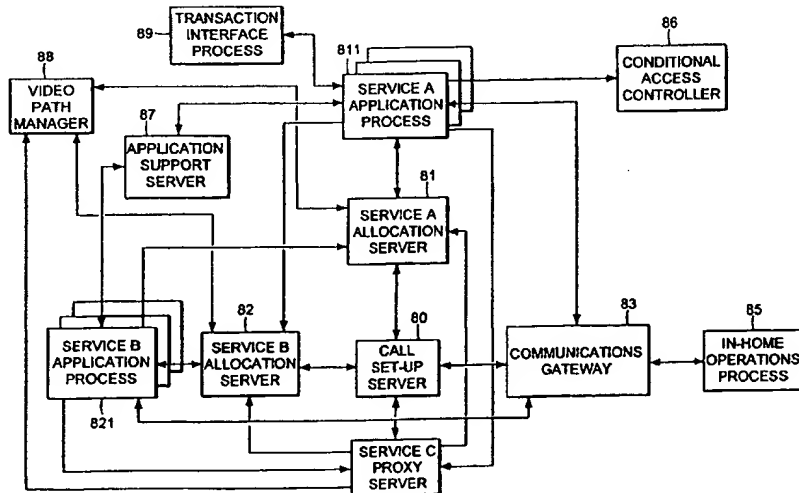 89
TRANSACTION
INTERFACE
PROCESS
88
VIDEO
PATH
MANAGER
87
APPLICATION
SUPPORT
SERVER
811
SERVICE A
APPLICATION
PROCESS
86
CONDITIONAL
ACCESS
CONTROLLER
81
SERVICE A
ALLOCATION
SERVER
SERVICE B
APPLICATION
PROCESS
821
82
SERVICE B
ALLOCATION
SERVER
80
CALL
SET-UP
SERVER
83
COMMUNICATIONS
GATEWAY
85
IN-HOME
OPERATIONS
PROCESS
SERVICE C
PROXY
SERVER